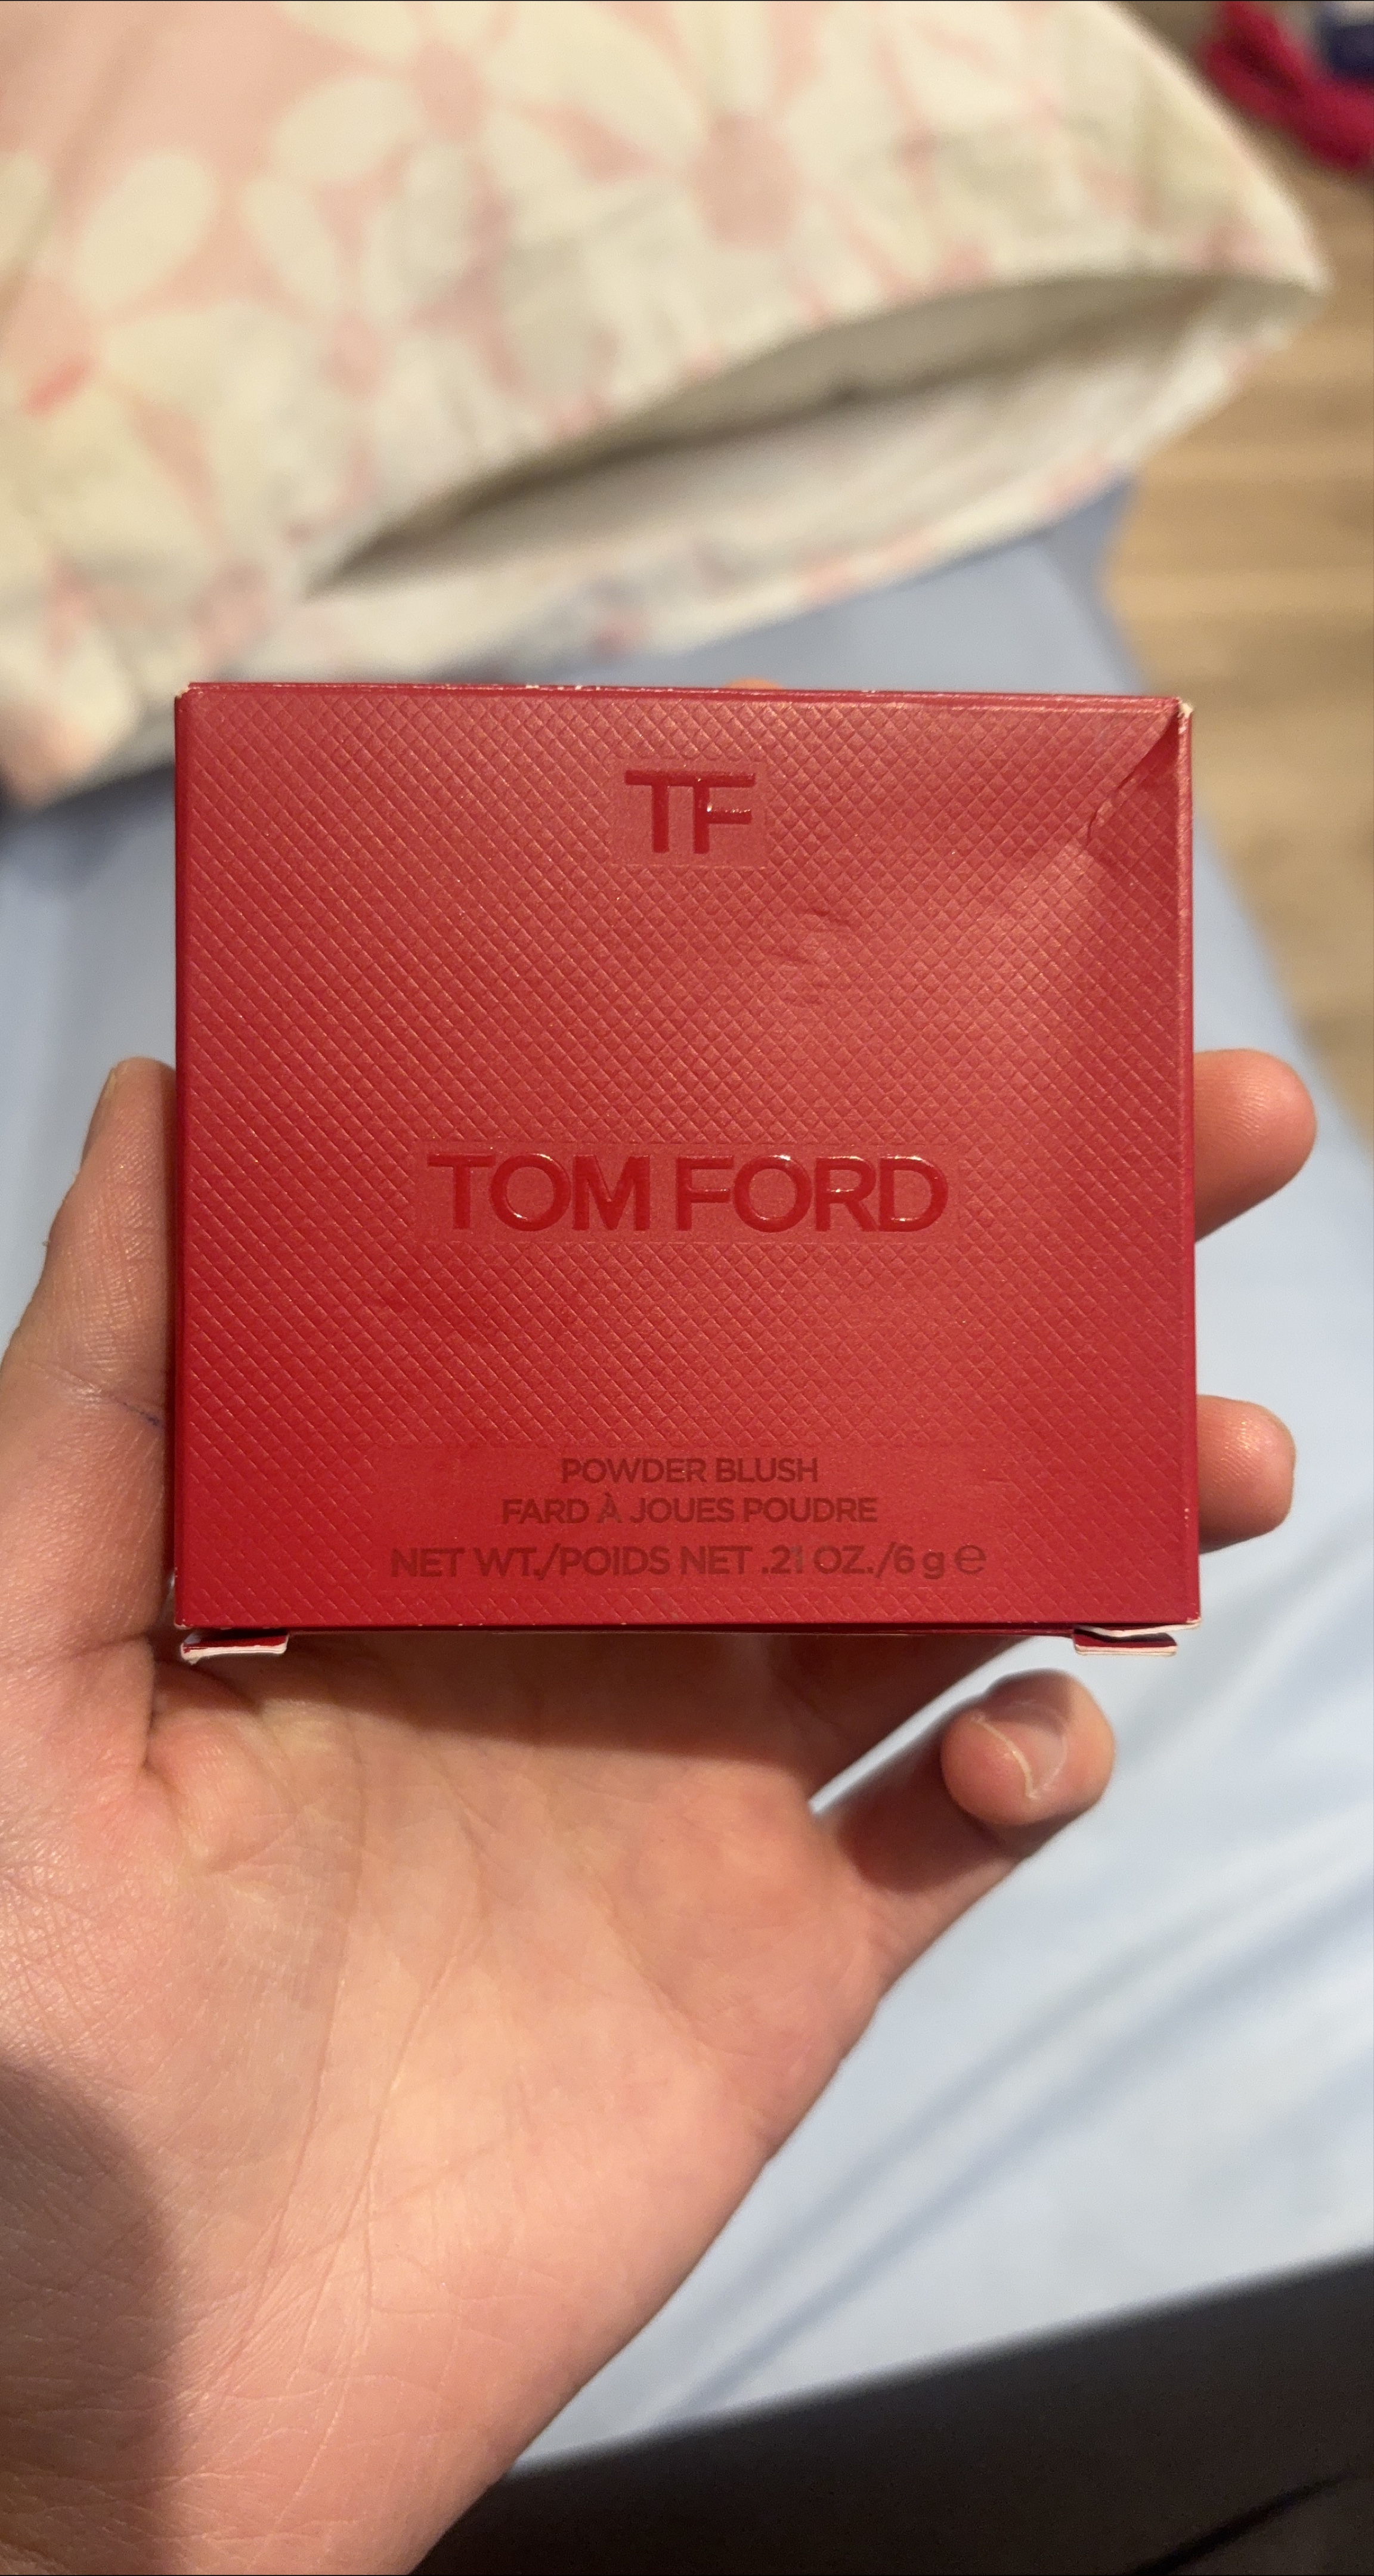 TF
TOM FORD
POWDER BLUSH
FARD À JOUES POUDRE
NET WT./POIDS NET .21 OZ./6 g ℮